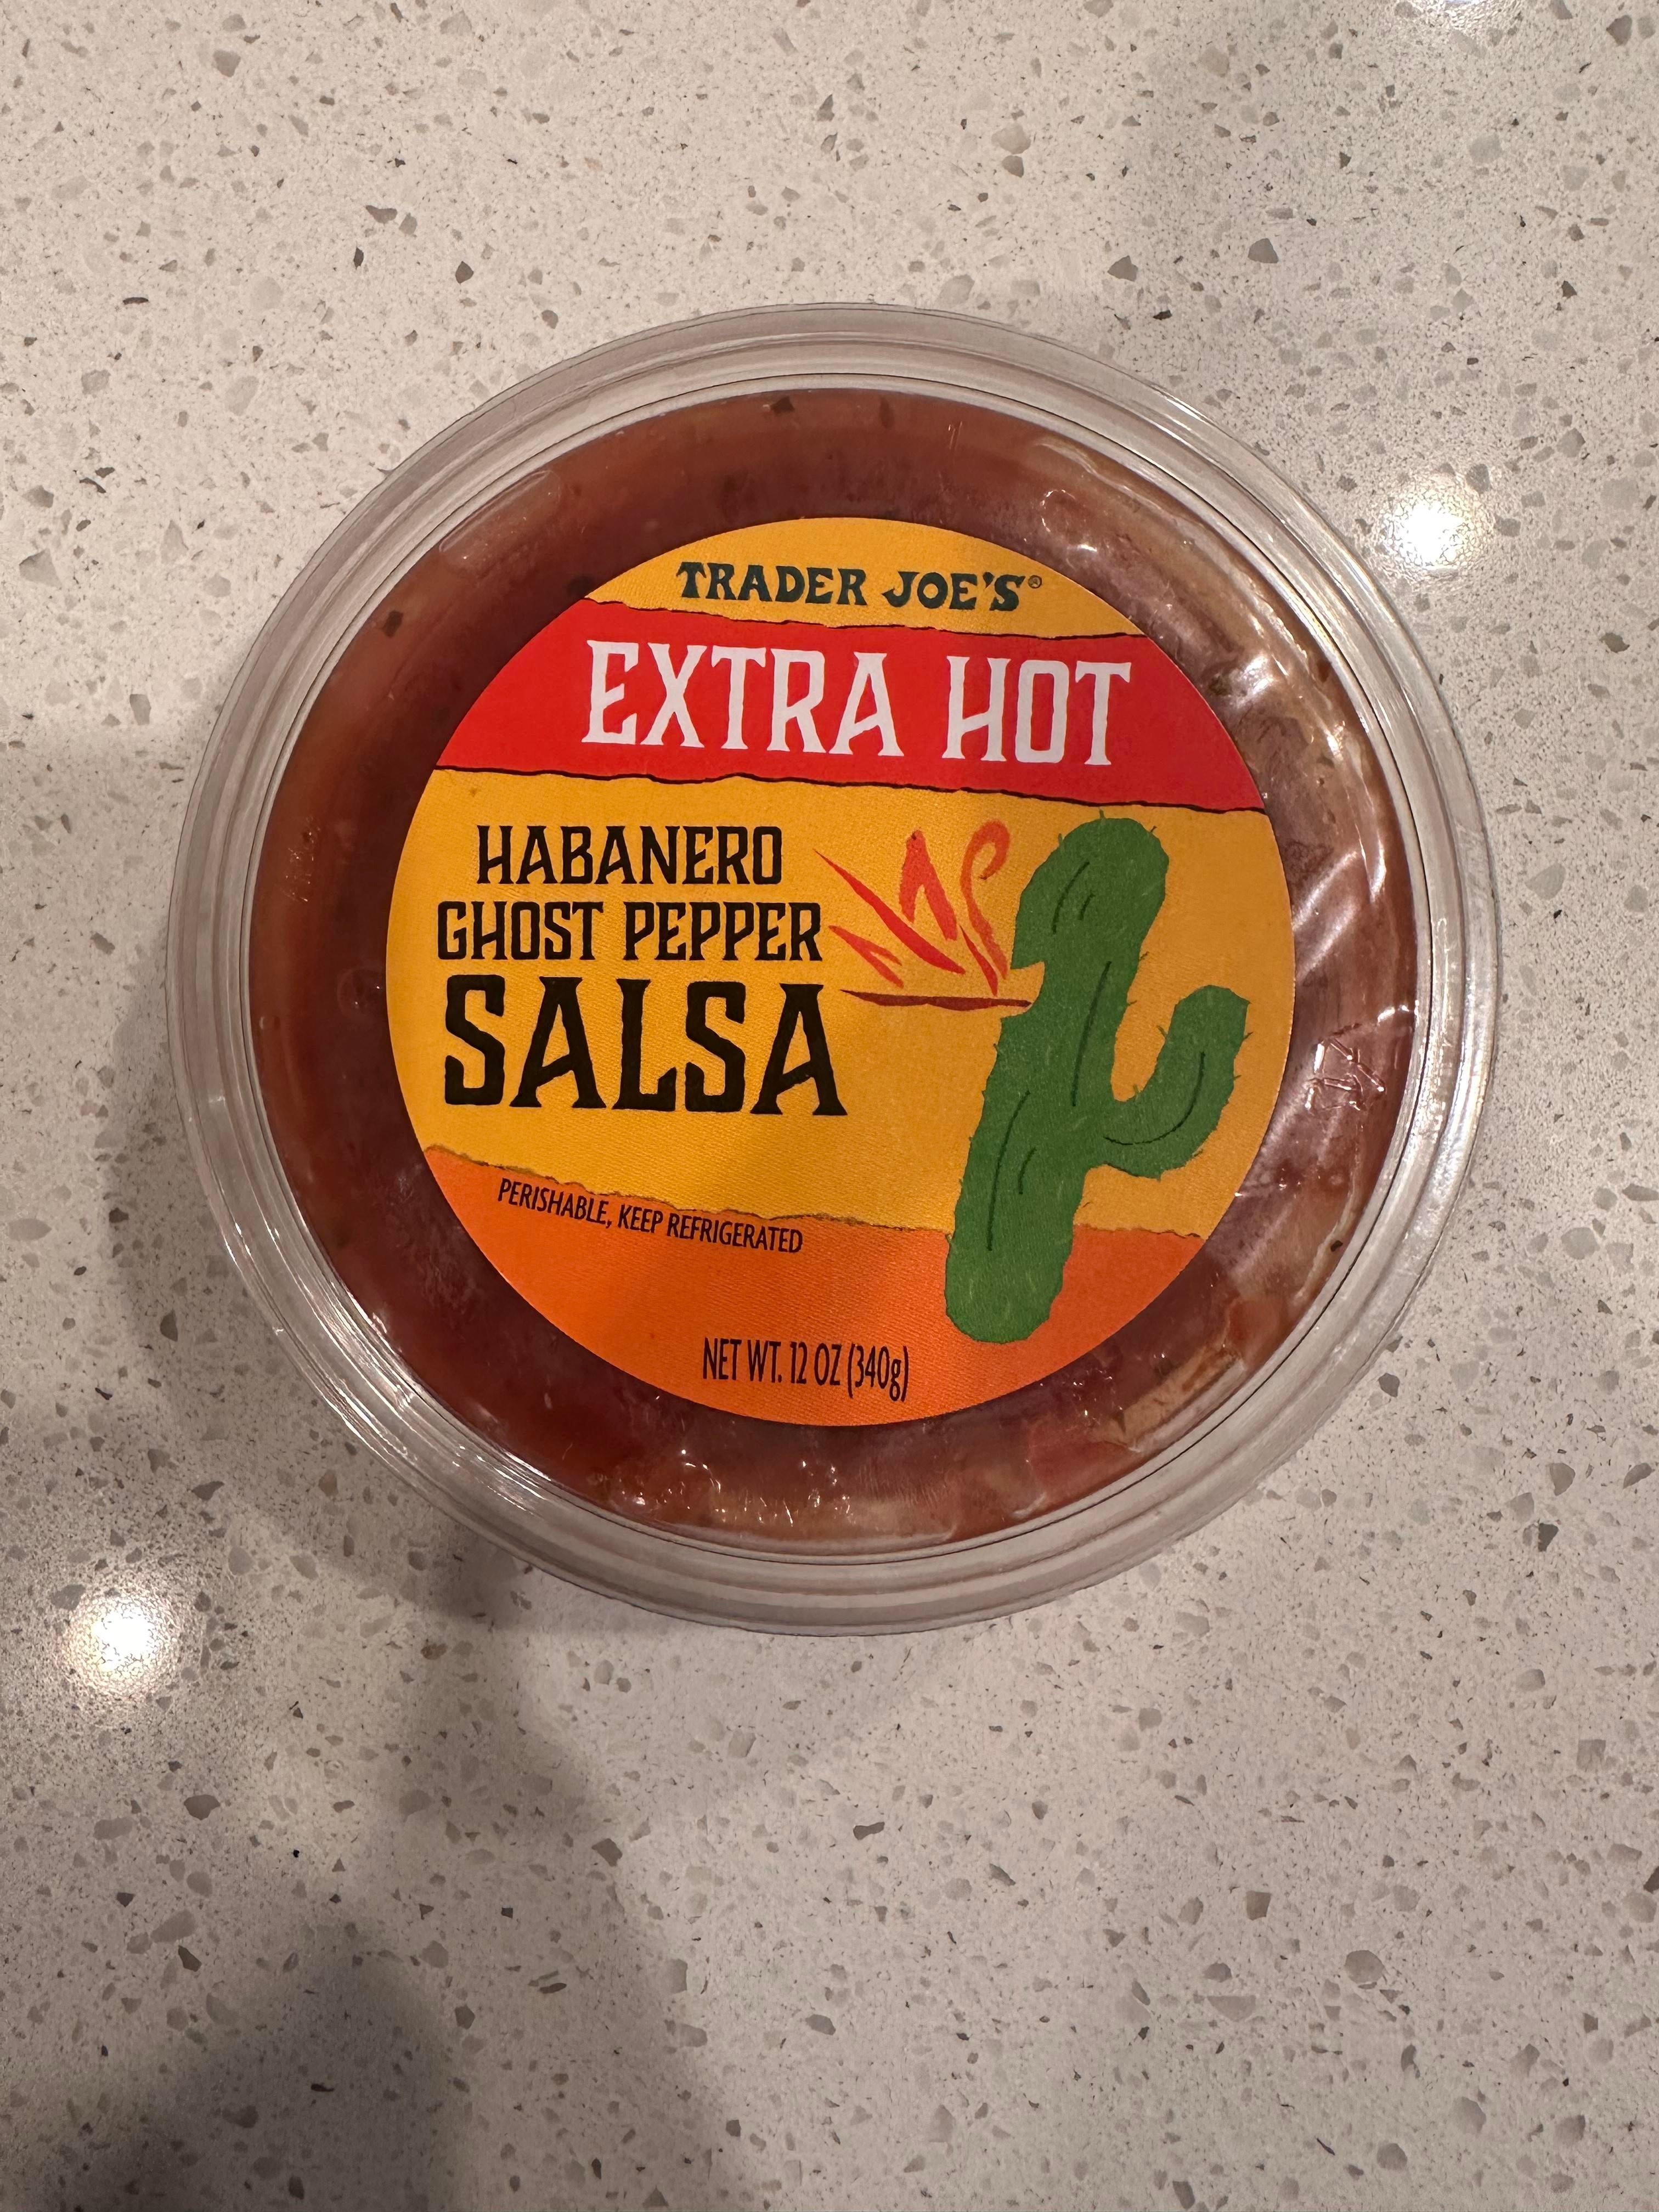 TRADER JOE'S®
EXTRA HOT
HABANERO
GHOST PEPPER
SALSA
PERISHABLE, KEEP REFRIGERATED
NET WT. 12 OZ (340g)